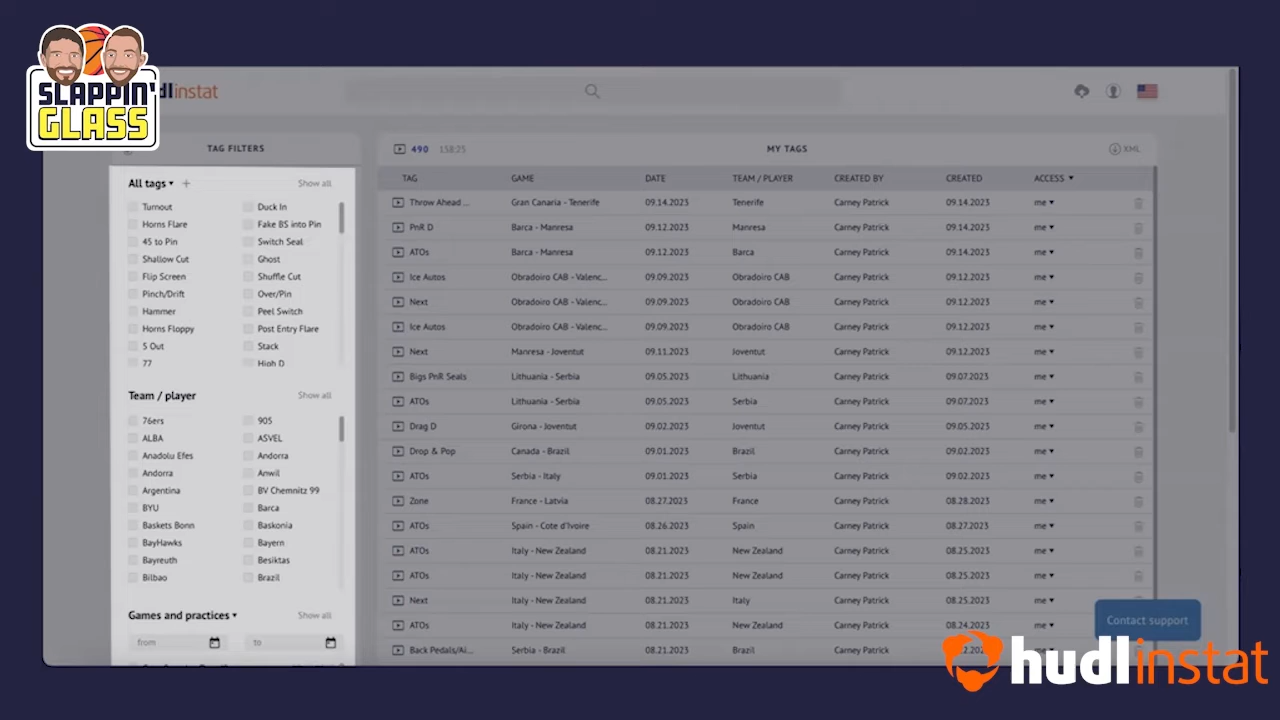 SLAPPIN'
GLASS
dlinstat
TAG FILTERS
490 158:25 MY TAGS XML
All tags + Show all
Turnout Duck In
Horns Flare Fake BS into Pin
45 to Pin Switch Seal
Shallow Cut Ghost
Flip Screen Shuffle Cut
Pinch/Drift Over/Pin
Hammer Peel Switch
Horns Floppy Post Entry Flare
5 Out Stack
77 High D
Team / player Show all
76ers 905
ALBA ASVEL
Anadolu Efes Andorra
Andorra Anwil
Argentina BV Chemnitz 99
BYU Barca
Baskets Bonn Baskonia
BayHawks Bayern
Bayreuth Besiktas
Bilbao Brazil
Games and practices Show all
from to
TAG GAME DATE TEAM / PLAYER CREATED BY CREATED ACCESS
Throw Ahead ... Gran Canaria - Tenerife 09.14.2023 Tenerife Carney Patrick 09.14.2023 me
PnR D Barca - Manresa 09.12.2023 Manresa Carney Patrick 09.14.2023 me
ATOs Barca - Manresa 09.12.2023 Barca Carney Patrick 09.14.2023 me
Ice Autos Obradoiro CAB - Valenc... 09.09.2023 Obradoiro CAB Carney Patrick 09.12.2023 me
Next Obradoiro CAB - Valenc... 09.09.2023 Obradoiro CAB Carney Patrick 09.12.2023 me
Ice Autos Obradoiro CAB - Valenc... 09.09.2023 Obradoiro CAB Carney Patrick 09.12.2023 me
Next Manresa - Joventut 09.11.2023 Joventut Carney Patrick 09.12.2023 me
Bigs PnR Seals Lithuania - Serbia 09.05.2023 Lithuania Carney Patrick 09.07.2023 me
ATOs Lithuania - Serbia 09.05.2023 Serbia Carney Patrick 09.07.2023 me
Drag D Girona - Joventut 09.02.2023 Joventut Carney Patrick 09.05.2023 me
Drop & Pop Canada - Brazil 09.01.2023 Brazil Carney Patrick 09.02.2023 me
ATOs Serbia - Italy 09.01.2023 Serbia Carney Patrick 09.02.2023 me
Zone France - Latvia 08.27.2023 France Carney Patrick 08.28.2023 me
ATOs Spain - Cote d'Ivoire 08.26.2023 Spain Carney Patrick 08.27.2023 me
ATOs Italy - New Zealand 08.21.2023 New Zealand Carney Patrick 08.25.2023 me
ATOs Italy - New Zealand 08.21.2023 New Zealand Carney Patrick 08.25.2023 me
Next Italy - New Zealand 08.21.2023 Italy Carney Patrick 08.25.2023 me
ATOs Italy - New Zealand 08.21.2023 New Zealand Carney Patrick 08.24.2023 me
Back Pedals/Ai... Serbia - Brazil 08.21.2023 Brazil Carney Patrick
Contact support
hudlinstat